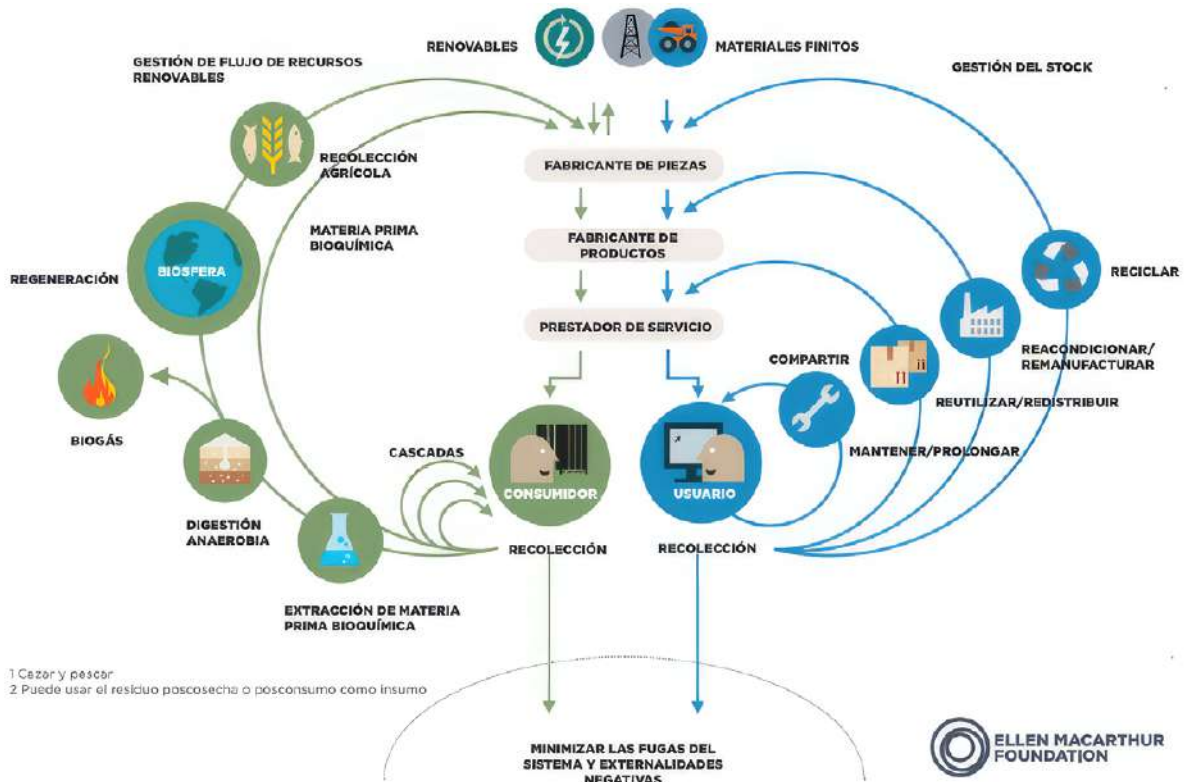 RENOVABLES
MATERIALES FINITOS
GESTIÓN DE FLUJO DE RECURSOS
RENOVABLES
GESTIÓN DEL STOCK
RECOLECCIÓN
AGRÍCOLA
FABRICANTE DE PIEZAS
MATERIA PRIMA
BIOQUÍMICA
FABRICANTE DE
PRODUCTOS
BIOSFERA
REGENERACIÓN
RECICLAR
PRESTADOR DE SERVICIO
COMPARTIR
REACONDICIONAR/
REMANUFACTURAR
REUTILIZAR/REDISTRIBUIR
BIOGÁS
CASCADAS
MANTENER/PROLONGAR
CONSUMIDOR
USUARIO
DIGESTIÓN
ANAEROBIA
RECOLECCIÓN
RECOLECCIÓN
EXTRACCIÓN DE MATERIA
PRIMA BIOQUÍMICA
1 Cazar y pescar
2 Puede usar el residuo poscosecha o posconsumo como insumo
MINIMIZAR LAS FUGAS DEL
SISTEMA Y EXTERNALIDADES
NEGATIVAS
ELLEN MACARTHUR
FOUNDATION